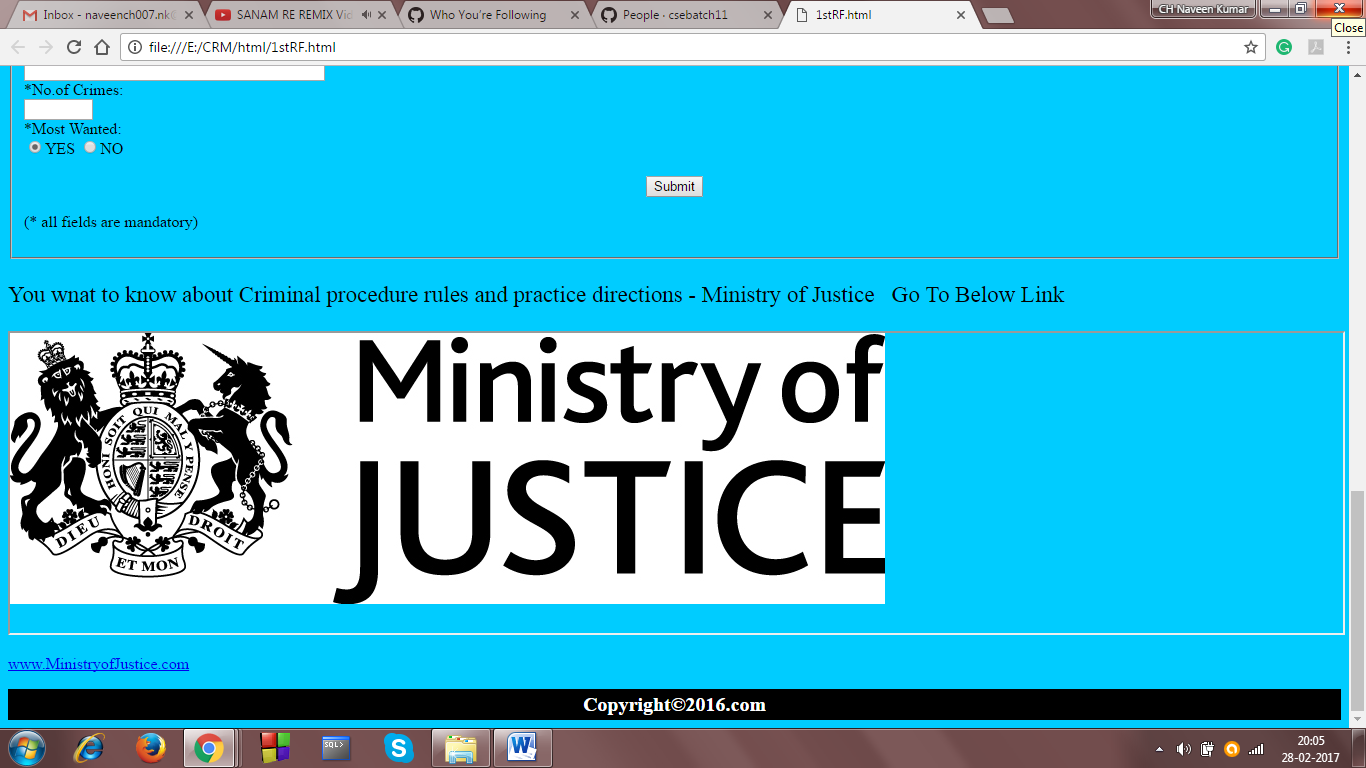 Inbox - naveench007.nk@
SANAM RE REMIX Vid
Who You're Following
People · csebatch11
1stRF.html
CH Naveen Kumar
Close
file:///E:/CRM/html/1stRF.html
*No.of Crimes:
*Most Wanted:
YES NO
Submit
(* all fields are mandatory)
You wnat to know about Criminal procedure rules and practice directions - Ministry of Justice Go To Below Link
HONI SOIT QUI MAL Y PENSE
DIEU ET MON DROIT
Ministry of
JUSTICE
www.MinistryofJustice.com
Copyright©2016.com
SQL>
20:05
28-02-2017